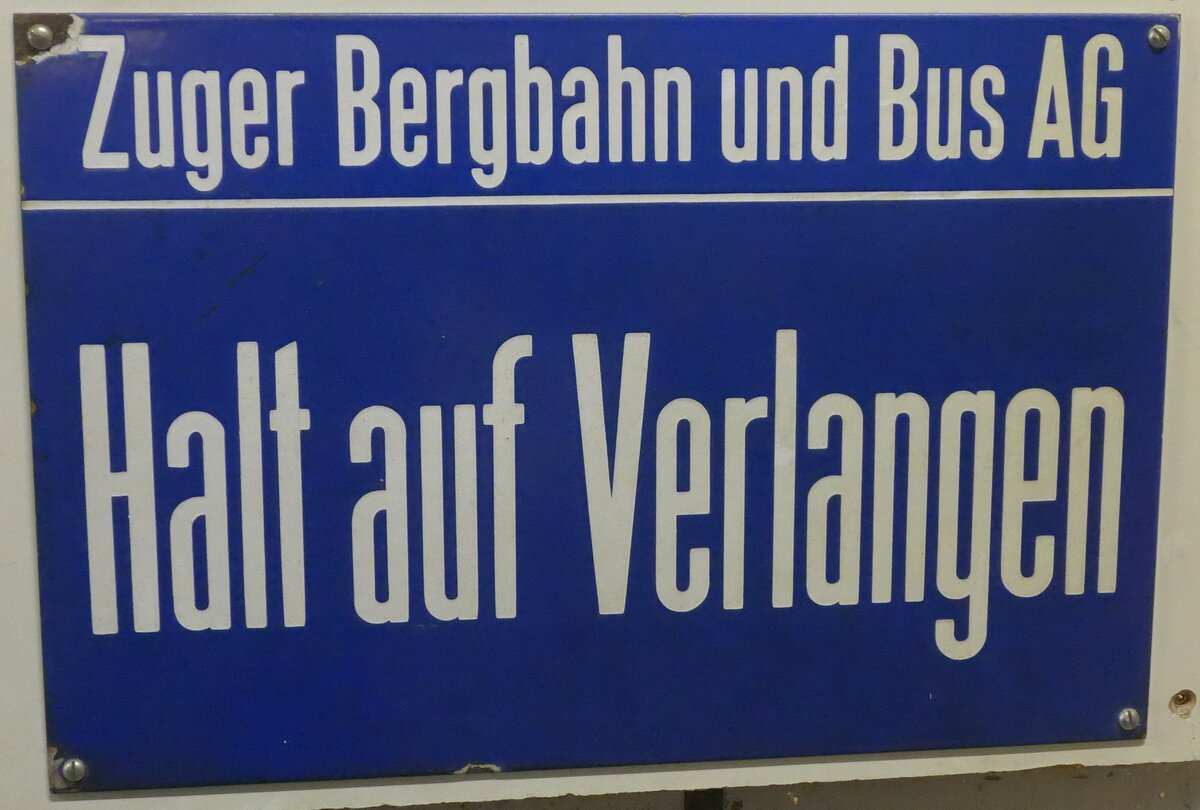 Zuger Bergbahn und Bus AG
Halt auf Verlangen